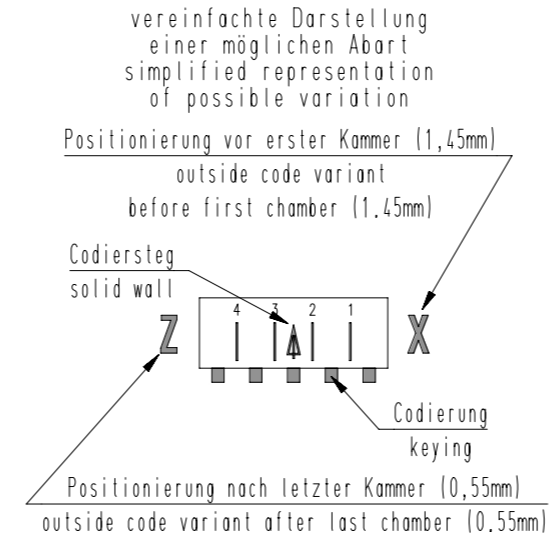 vereinfachte Darstellung
einer möglichen Abart
simplified representation
of possible variation
Positionierung vor erster Kammer (1,45mm)
outside code variant
before first chamber (1.45mm)
Codiersteg
solid wall
4 3 2 1
Z
X
Codierung
keying
Positionierung nach letzter Kammer (0,55mm)
outside code variant after last chamber (0.55mm)